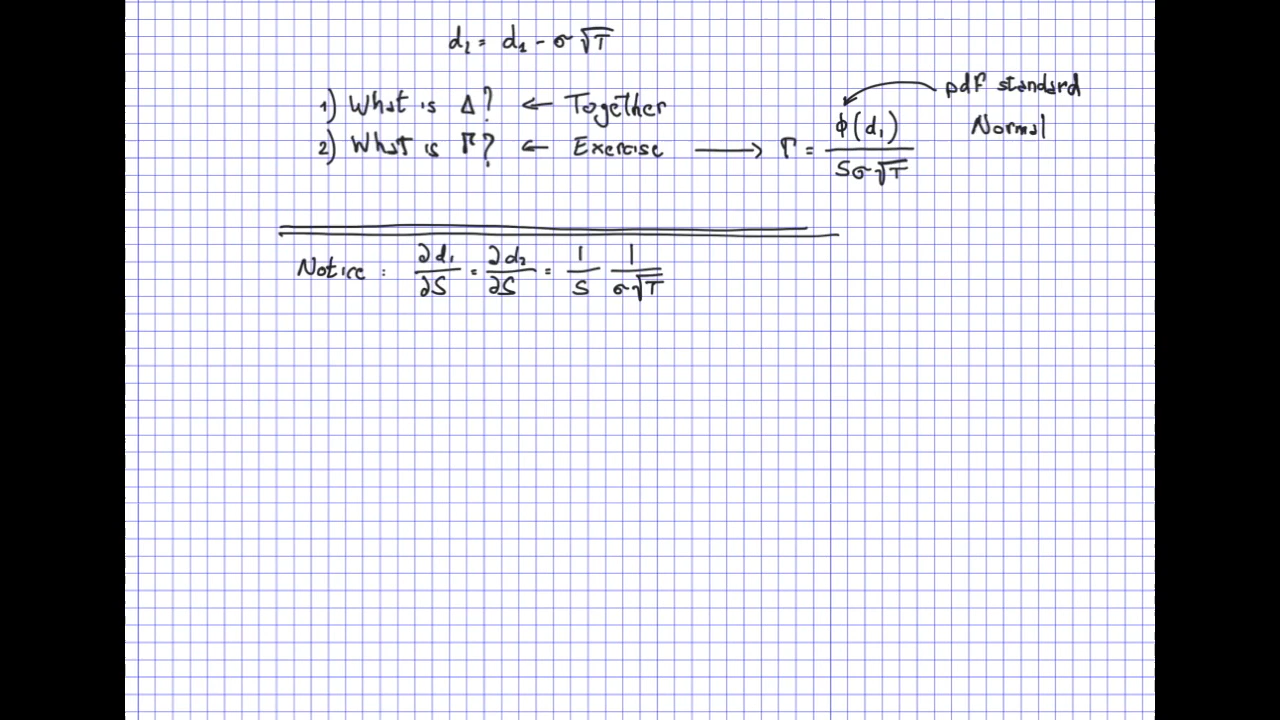 d₂ = d₁ - σ √T
1) What is Δ? ← Together
pdf standard Normal
2) What is Γ? ← Exercise → Γ = φ(d₁) / Sσ√T
Notice : ∂d₁/∂S = ∂d₂/∂S = 1/S 1/σ√T